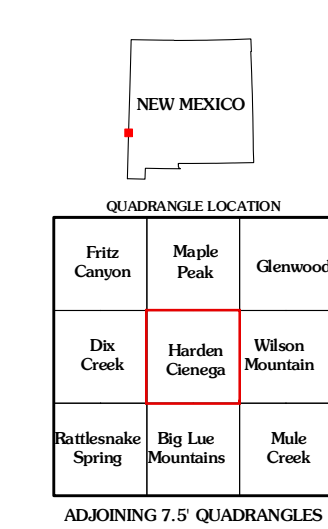 NEW MEXICO
QUADRANGLE LOCATION
Fritz
Canyon
Maple
Peak
Glenwood
Dix
Creek
Harden
Cienega
Wilson
Mountain
Rattlesnake
Spring
Big Lue
Mountains
Mule
Creek
ADJOINING 7.5' QUADRANGLES